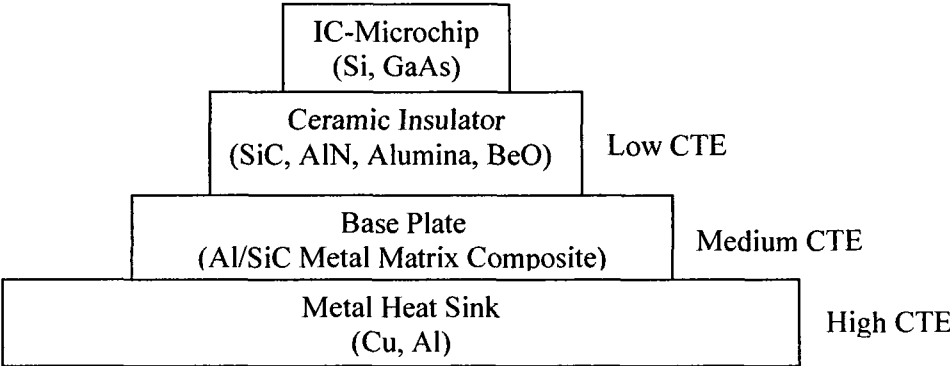 IC-Microchip
(Si, GaAs)
Ceramic Insulator
(SiC, AlN, Alumina, BeO)
Low CTE
Base Plate
(Al/SiC Metal Matrix Composite)
Medium CTE
Metal Heat Sink
(Cu, Al)
High CTE